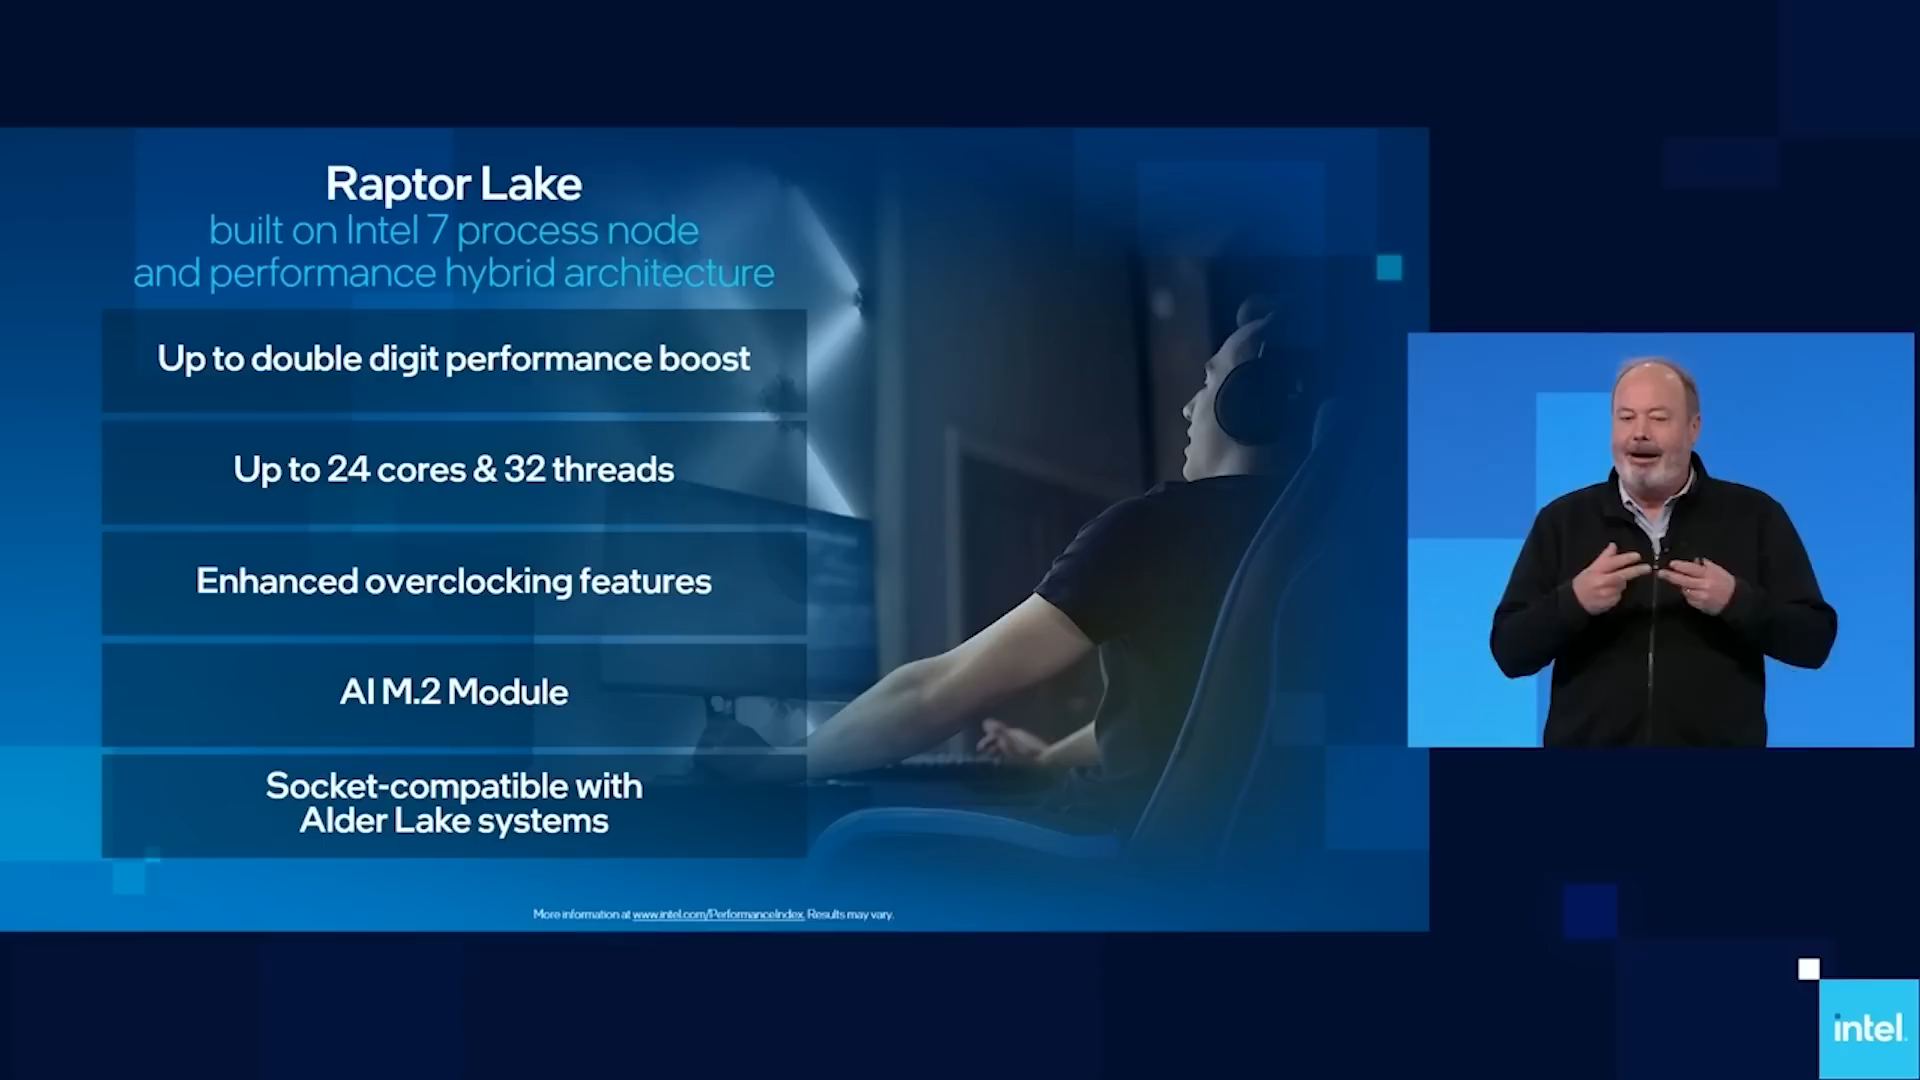 Raptor Lake
built on Intel 7 process node
and performance hybrid architecture
Up to double digit performance boost
Up to 24 cores & 32 threads
Enhanced overclocking features
AI M.2 Module
Socket-compatible with
Alder Lake systems
More information at www.intel.com/PerformanceIndex. Results may vary.
intel.